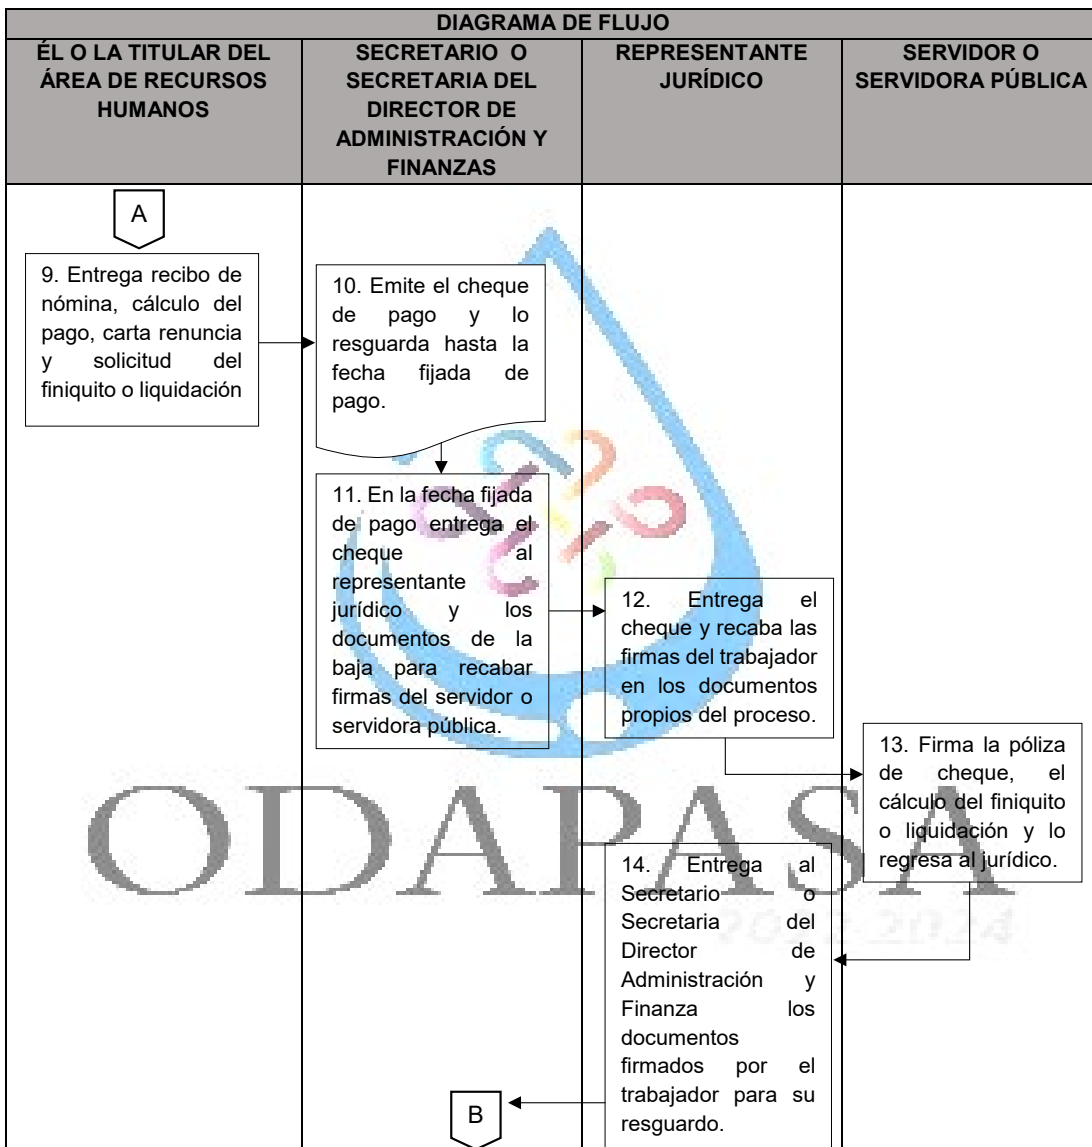 DIAGRAMA DE FLUJO
ÉL O LA TITULAR DEL
ÁREA DE RECURSOS
HUMANOS
SECRETARIO O
SECRETARIA DEL
DIRECTOR DE
ADMINISTRACIÓN Y
FINANZAS
REPRESENTANTE
JURÍDICO
SERVIDOR O
SERVIDORA PÚBLICA
A
9. Entrega recibo de
nómina, cálculo del
pago, carta renuncia
y solicitud del
finiquito o liquidación
10. Emite el cheque
de pago y lo
resguarda hasta la
fecha fijada de
pago.
11. En la fecha fijada
de pago entrega el
cheque al
representante
jurídico y los
documentos de la
baja para recabar
firmas del servidor o
servidora pública.
12. Entrega el
cheque y recaba las
firmas del trabajador
en los documentos
propios del proceso.
13. Firma la póliza
de cheque, el
cálculo del finiquito
o liquidación y lo
regresa al jurídico.
14. Entrega al
Secretario o
Secretaria del
Director de
Administración y
Finanza los
documentos
firmados por el
trabajador para su
resguardo.
B
ODAPASA
2022-2024